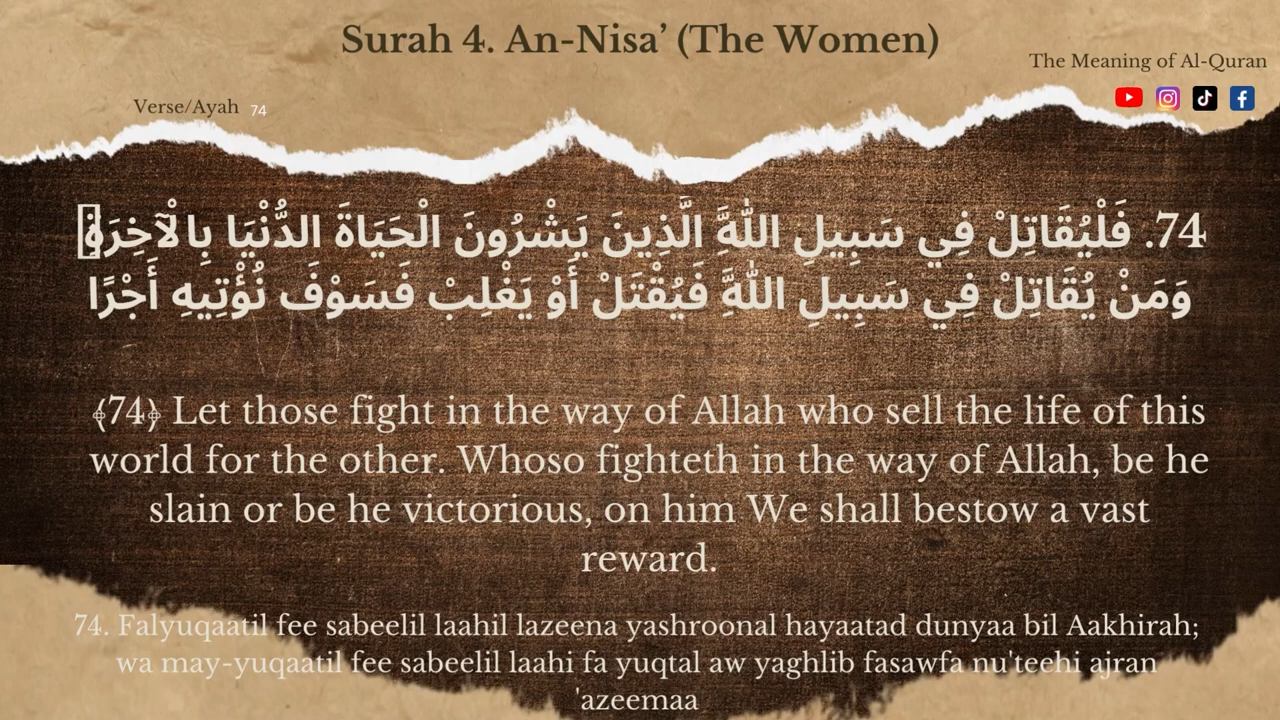 Surah 4. An-Nisa’ (The Women)
The Meaning of Al-Quran
Verse/Ayah 74
74. فَلْيُقَاتِلْ فِي سَبِيلِ اللَّهِ الَّذِينَ يَشْرُونَ الْحَيَاةَ الدُّنْيَا بِالْآخِرَةِ
وَمَنْ يُقَاتِلْ فِي سَبِيلِ اللَّهِ فَيُقْتَلْ أَوْ يَغْلِبْ فَسَوْفَ نُؤْتِيهِ أَجْرًا
﴾74﴿ Let those fight in the way of Allah who sell the life of this
world for the other. Whoso fighteth in the way of Allah, be he
slain or be he victorious, on him We shall bestow a vast
reward.
74. Falyuqaatil fee sabeelil laahil lazeena yashroonal hayaatad dunyaa bil Aakhirah;
wa may-yuqaatil fee sabeelil laahi fa yuqtal aw yaghlib fasawfa nu'teehi ajran
'azeemaa